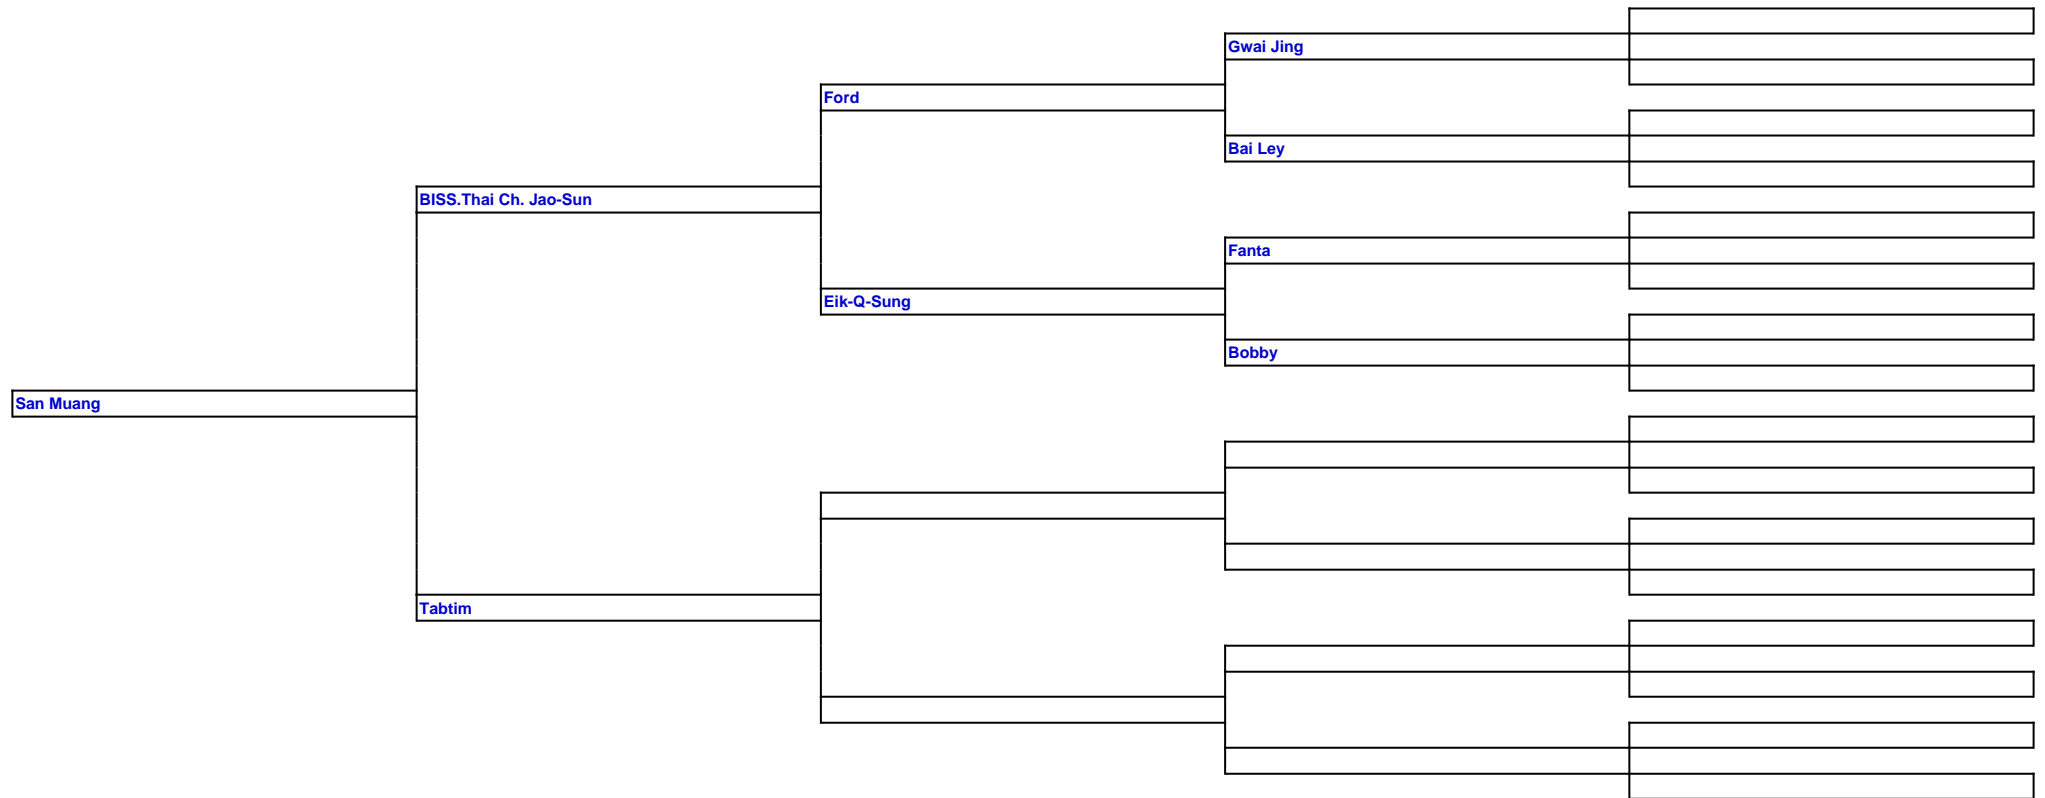 Gwai Jing
Ford
Bai Ley
BISS.Thai Ch. Jao-Sun
Fanta
Eik-Q-Sung
Bobby
San Muang
Tabtim